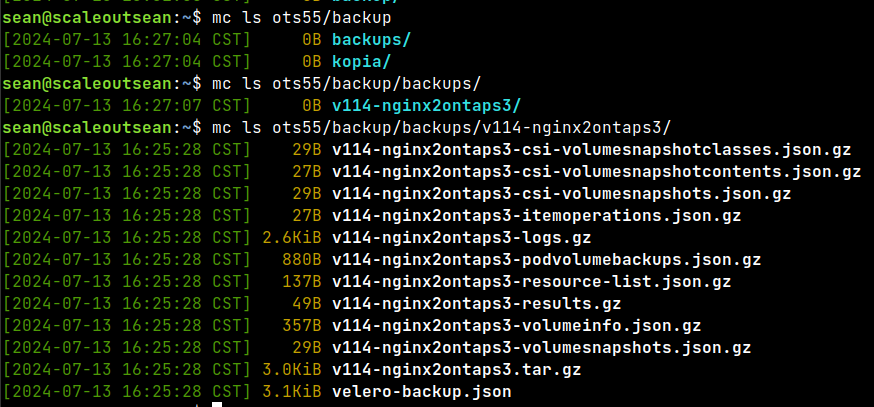 sean@scaleoutsean:~$ mc ls ots55/backup
[2024-07-13 16:27:04 CST]     0B backups/
[2024-07-13 16:27:04 CST]     0B kopia/
sean@scaleoutsean:~$ mc ls ots55/backup/backups/
[2024-07-13 16:27:07 CST]     0B v114-nginx2ontaps3/
sean@scaleoutsean:~$ mc ls ots55/backup/backups/v114-nginx2ontaps3/
[2024-07-13 16:25:28 CST]    29B v114-nginx2ontaps3-csi-volumesnapshotclasses.json.gz
[2024-07-13 16:25:28 CST]    27B v114-nginx2ontaps3-csi-volumesnapshotcontents.json.gz
[2024-07-13 16:25:28 CST]    29B v114-nginx2ontaps3-csi-volumesnapshots.json.gz
[2024-07-13 16:25:28 CST]    27B v114-nginx2ontaps3-itemoperations.json.gz
[2024-07-13 16:25:28 CST] 2.6KiB v114-nginx2ontaps3-logs.gz
[2024-07-13 16:25:28 CST]   880B v114-nginx2ontaps3-podvolumebackups.json.gz
[2024-07-13 16:25:28 CST]   137B v114-nginx2ontaps3-resource-list.json.gz
[2024-07-13 16:25:28 CST]    49B v114-nginx2ontaps3-results.gz
[2024-07-13 16:25:28 CST]   357B v114-nginx2ontaps3-volumeinfo.json.gz
[2024-07-13 16:25:28 CST]    29B v114-nginx2ontaps3-volumesnapshots.json.gz
[2024-07-13 16:25:28 CST] 3.0KiB v114-nginx2ontaps3.tar.gz
[2024-07-13 16:25:28 CST] 3.1KiB velero-backup.json